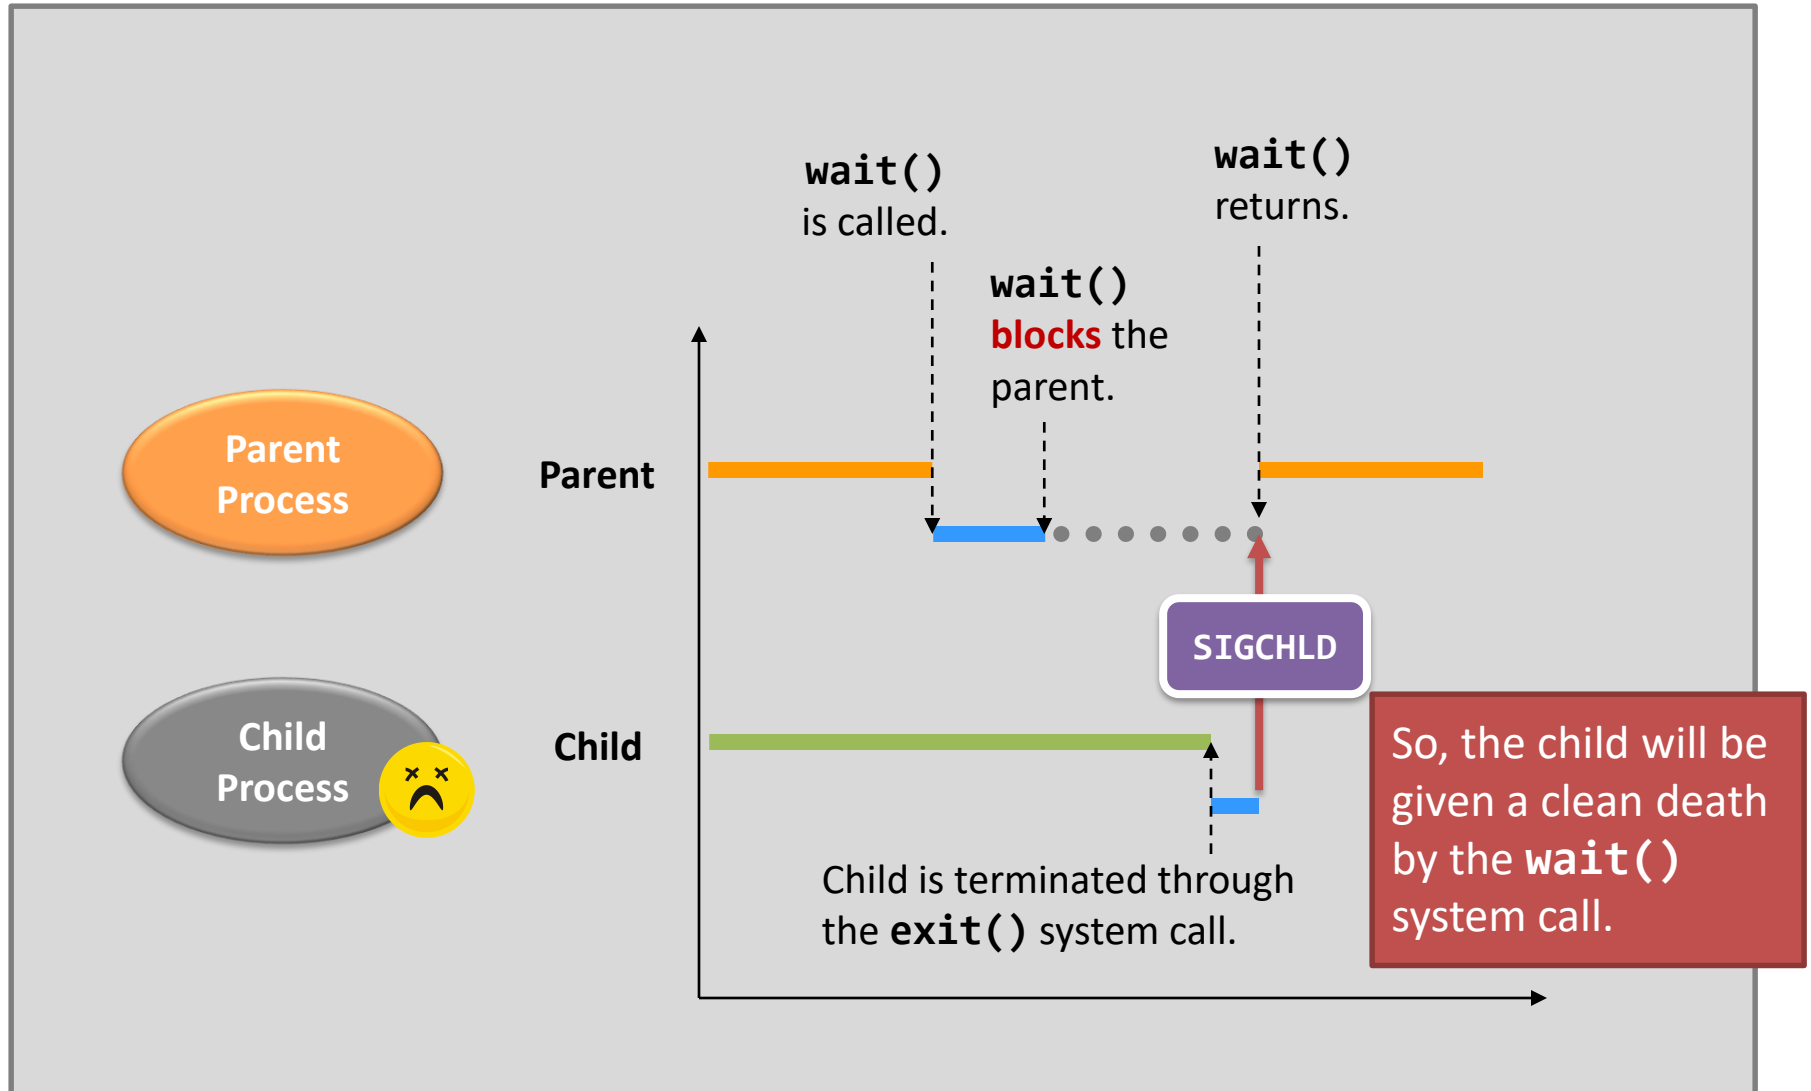 wait()
is called.
wait()
returns.
wait()
blocks the
parent.
Parent
Process
Parent
SIGCHLD
Child
Process
Child
So, the child will be
given a clean death
by the wait()
system call.
Child is terminated through
the exit() system call.